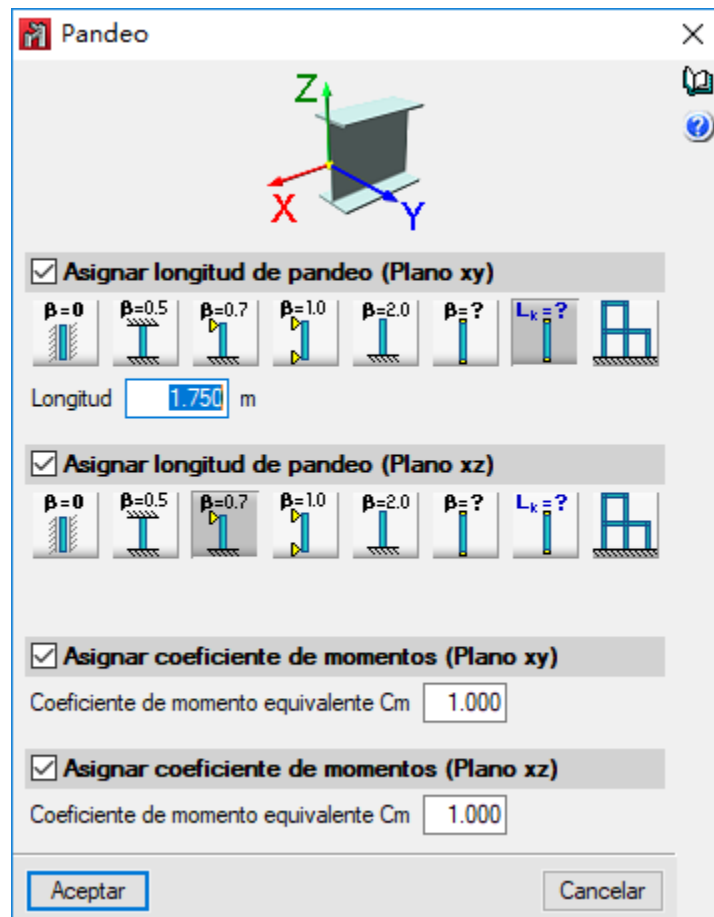 Pandeo
Z
X
Y
Asignar longitud de pandeo (Plano xy)
β=0 β=0.5 β=0.7 β=1.0 β=2.0 β=? Lk=?
Longitud 1.750 m
Asignar longitud de pandeo (Plano xz)
β=0 β=0.5 β=0.7 β=1.0 β=2.0 β=? Lk=?
Asignar coeficiente de momentos (Plano xy)
Coeficiente de momento equivalente Cm 1.000
Asignar coeficiente de momentos (Plano xz)
Coeficiente de momento equivalente Cm 1.000
Aceptar Cancelar